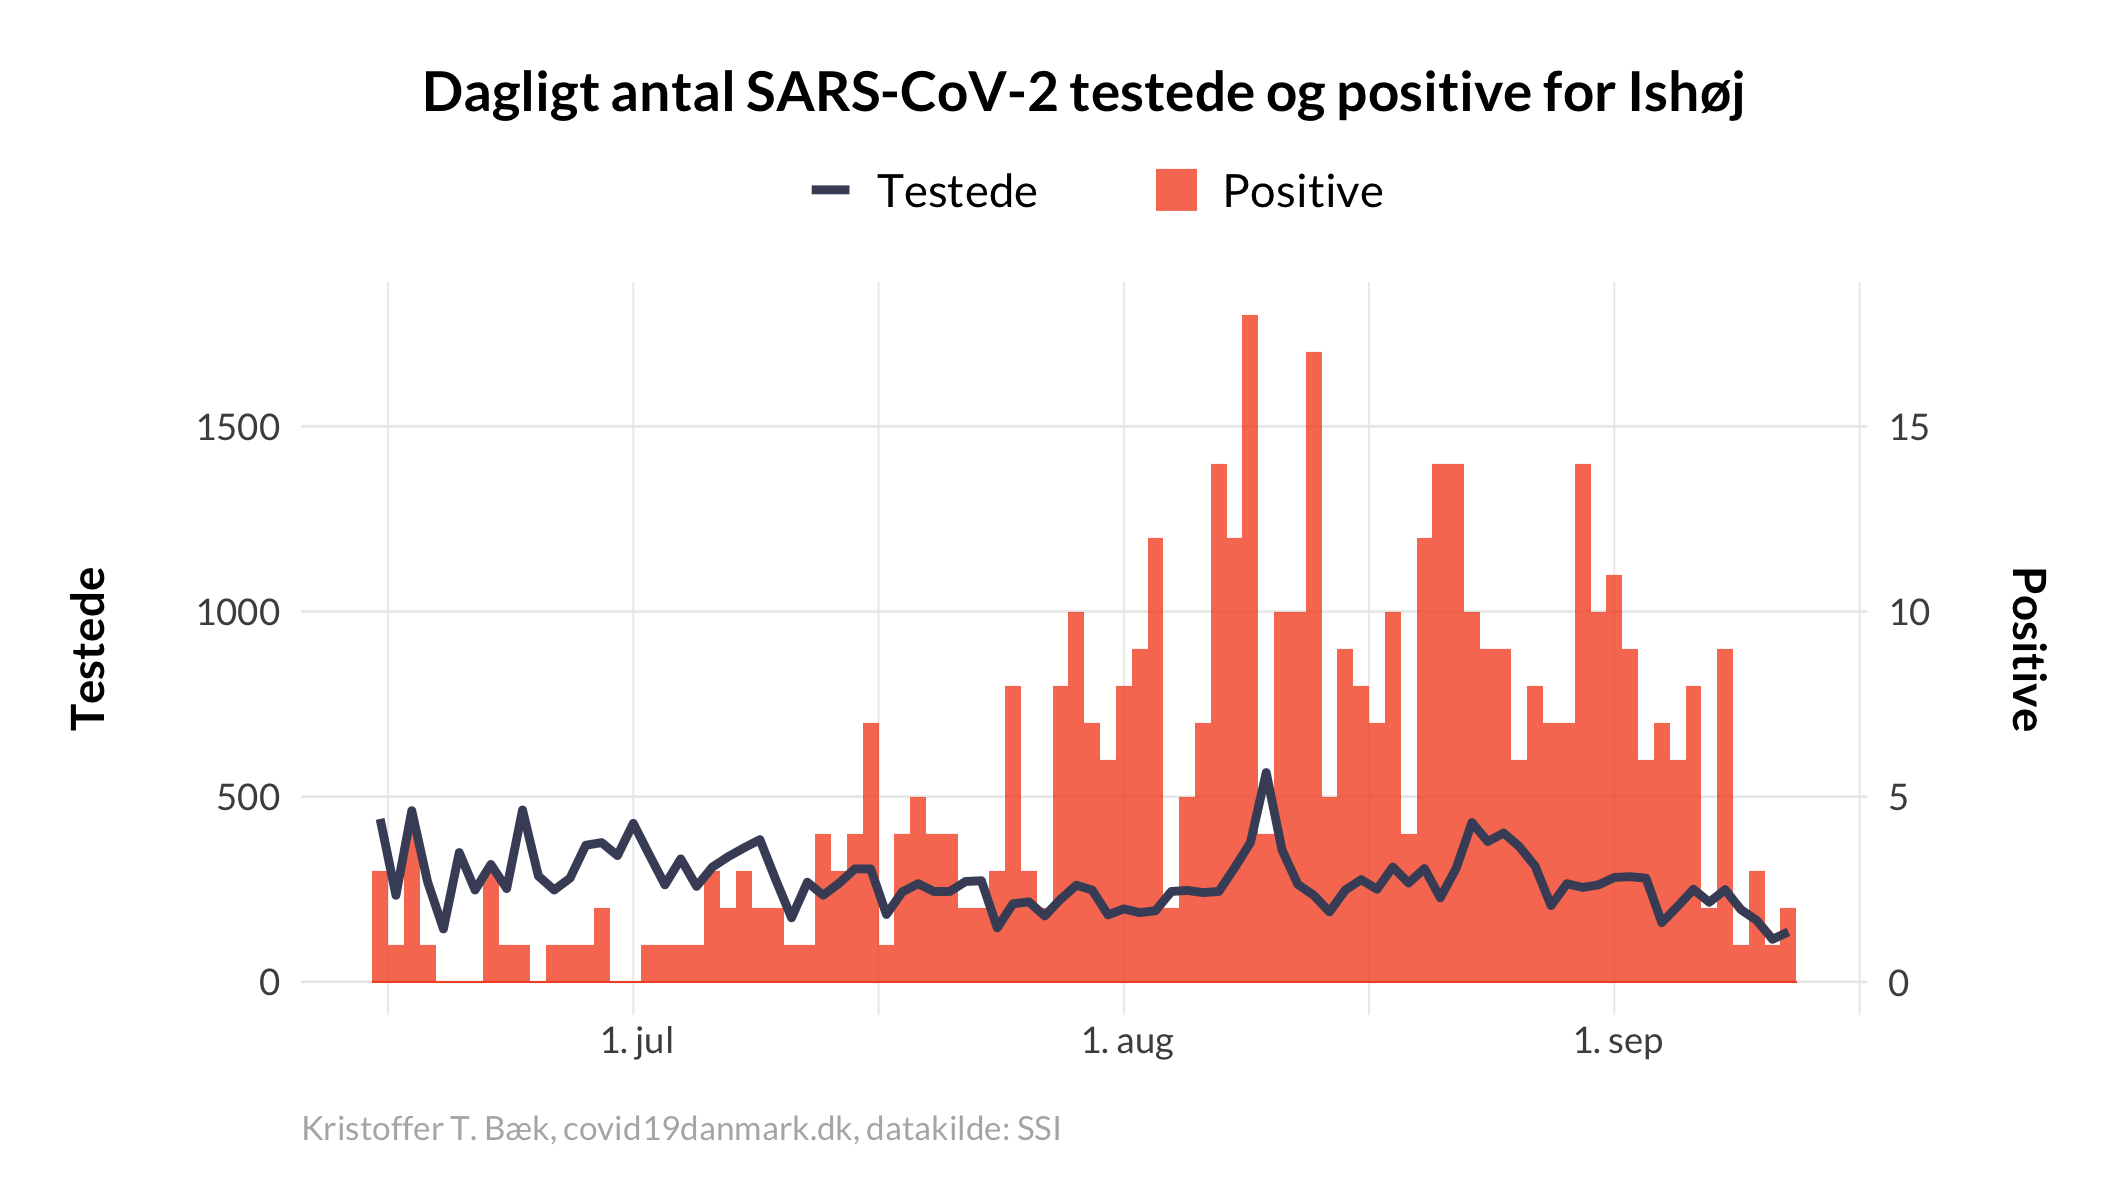 Dagligt antal SARS-CoV-2 testede og positive for Ishøj
Testede
Positive
1500
1000
500
0
15
10
5
0
Testede
Positive
1. jul
1. aug
1. sep
Kristoffer T. Bæk, covid19danmark.dk, datakilde: SSI